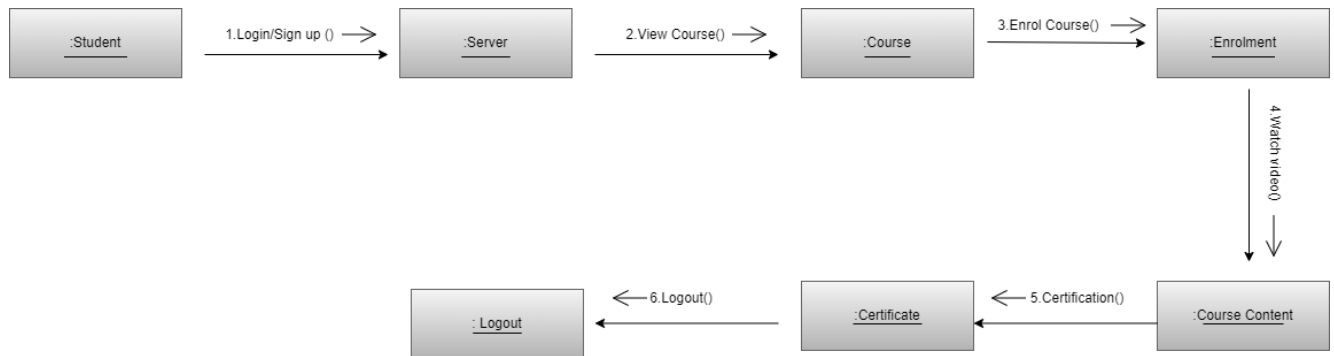 :Student
1.Login/Sign up ()
:Server
2.View Course()
:Course
3.Enrol Course()
:Enrolment
4.Watch video()
:Course Content
5.Certification()
:Certificate
6.Logout()
: Logout